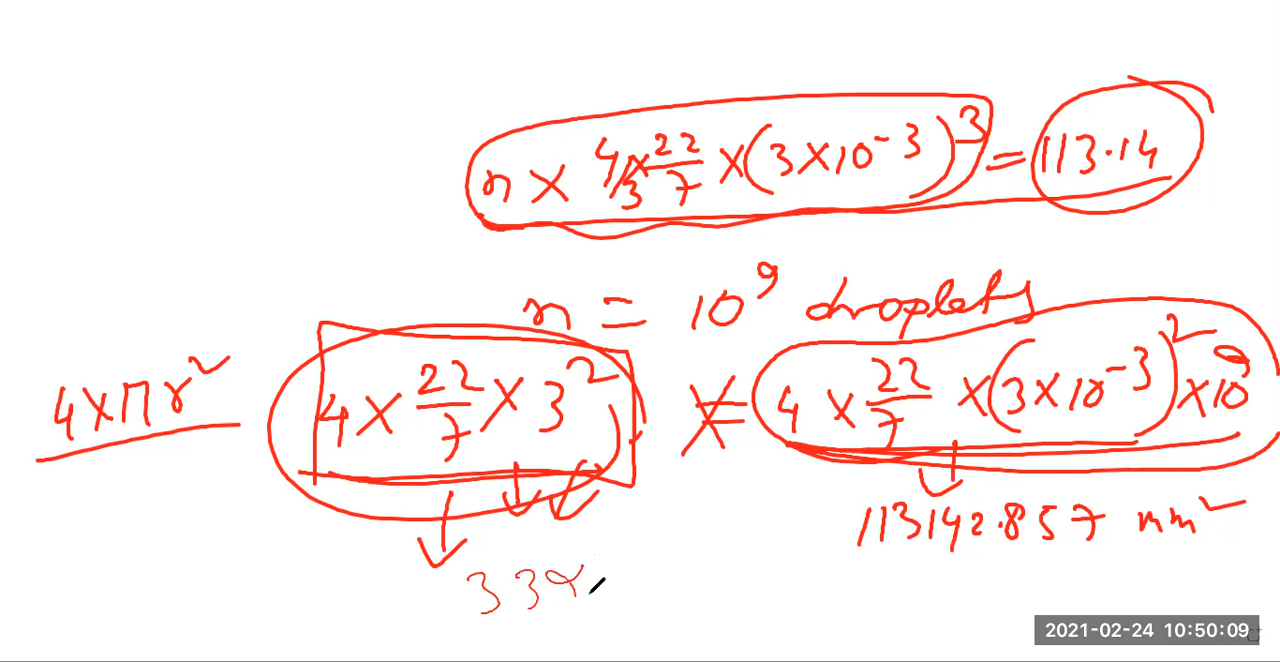 n × 4/3 × 22/7 × (3×10⁻³)³ = 113.14
n = 10⁹ droplets
4×πr² 4 × 22/7 × 3² ≠ 4 × 22/7 × (3×10⁻³)² × 10⁹
113142.857 mm²
33
2021-02-24 10:50:09